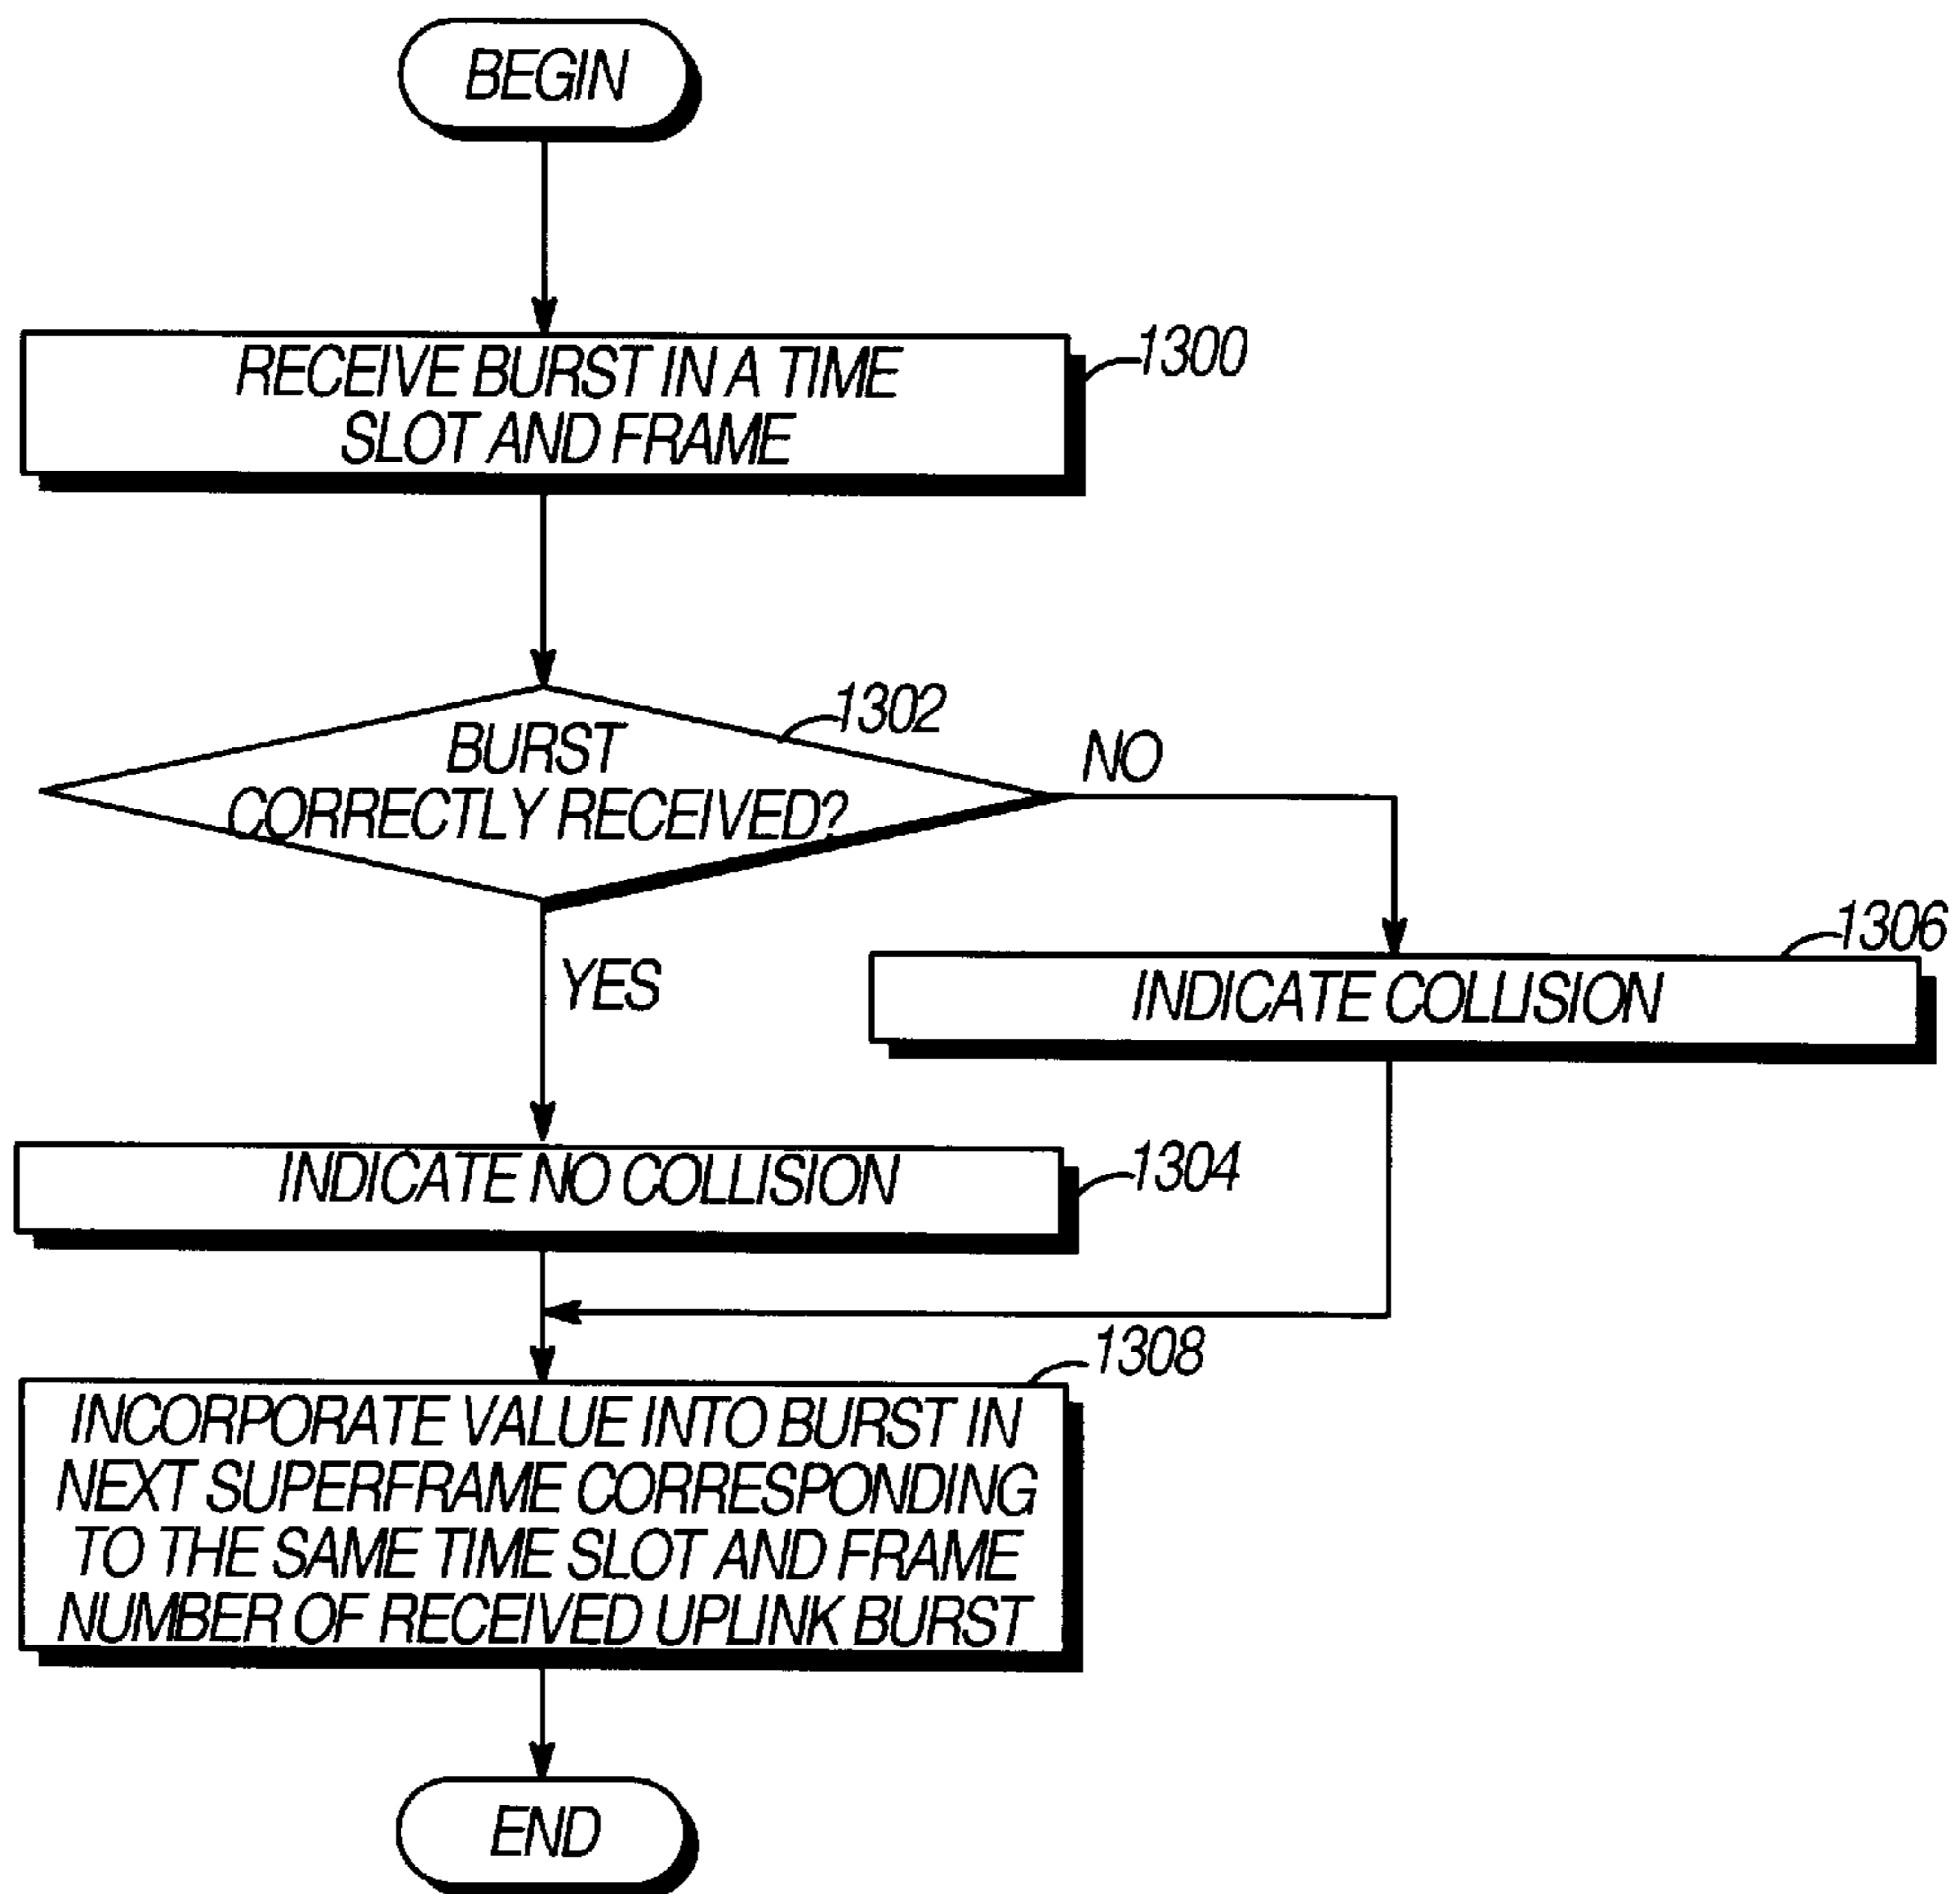 BEGIN
RECEIVE BURST IN A TIME
SLOT AND FRAME
1300
BURST
CORRECTLY RECEIVED?
1302
NO
YES
INDICATE COLLISION
1306
INDICATE NO COLLISION
1304
INCORPORATE VALUE INTO BURST IN
NEXT SUPERFRAME CORRESPONDING
TO THE SAME TIME SLOT AND FRAME
NUMBER OF RECEIVED UPLINK BURST
1308
END